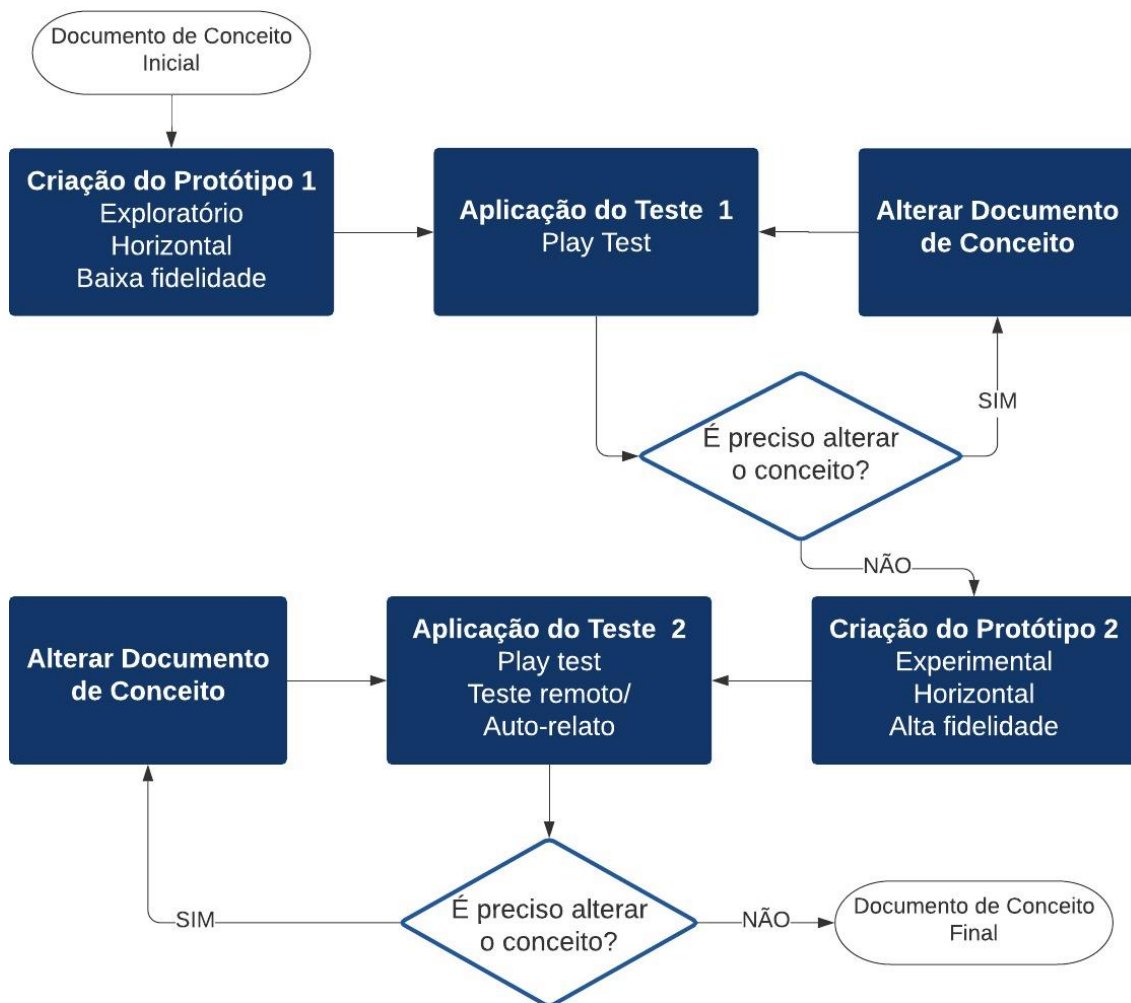 Documento de Conceito
Inicial
Criação do Protótipo 1
Exploratório
Horizontal
Baixa fidelidade
Aplicação do Teste 1
Play Test
Alterar Documento
de Conceito
É preciso alterar
o conceito?
SIM
NÃO
Criação do Protótipo 2
Experimental
Horizontal
Alta fidelidade
Aplicação do Teste 2
Play test
Teste remoto/
Auto-relato
Alterar Documento
de Conceito
É preciso alterar
o conceito?
SIM
NÃO
Documento de Conceito
Final